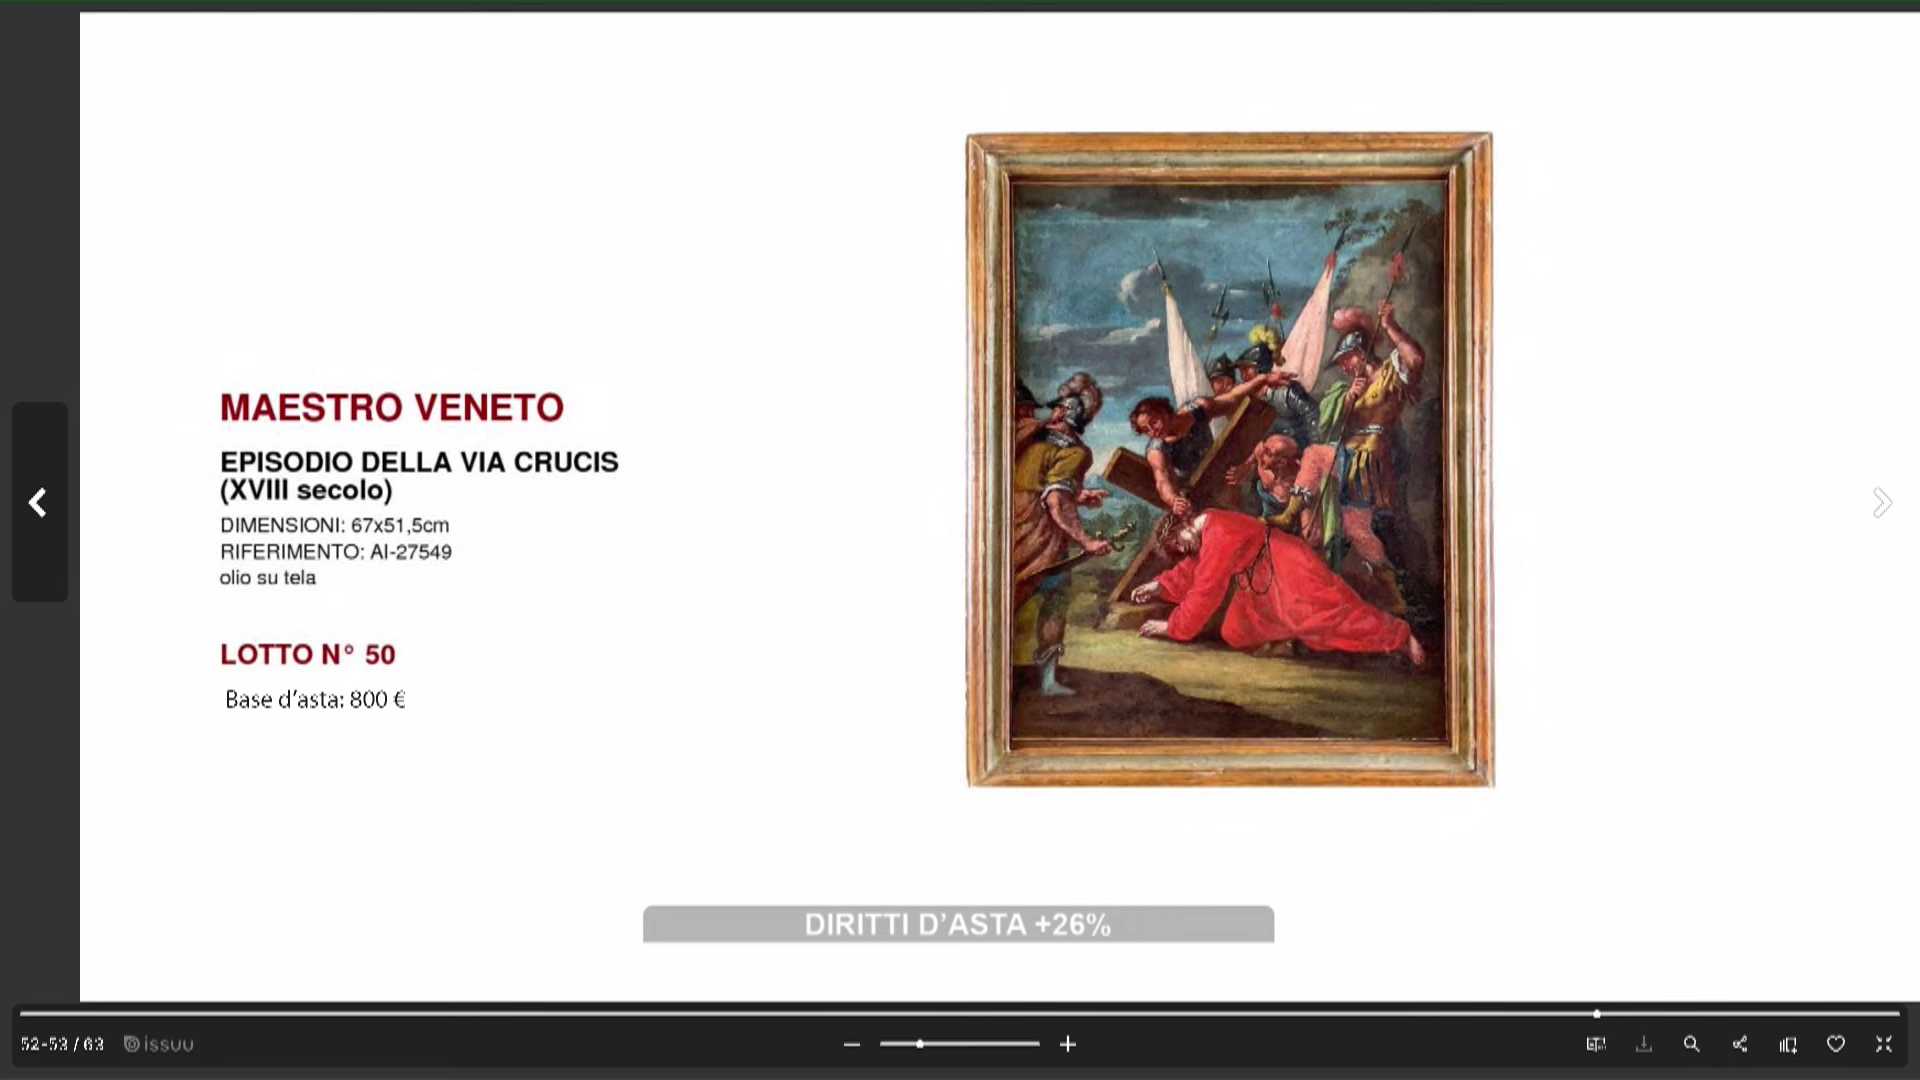 MAESTRO VENETO
EPISODIO DELLA VIA CRUCIS
(XVIII secolo)
DIMENSIONI: 67x51,5cm
RIFERIMENTO: AI-27549
olio su tela
LOTTO N° 50
Base d'asta: 800 €
DIRITTI D'ASTA +26%
52-53 / 63
issuu